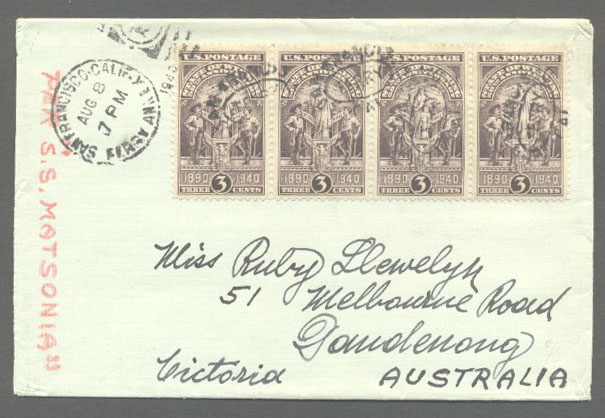 SAN FRANCISCO, CALIF.
AUG 8
7 PM
1940
U.S. POSTAGE
1890 1940
THREE 3 CENTS
U.S. POSTAGE
1890 1940
THREE 3 CENTS
U.S. POSTAGE
1890 1940
THREE 3 CENTS
U.S. POSTAGE
1890 1940
THREE 3 CENTS
PER "S.S. MATSONIA"
Miss Ruby Llewelyn
51 Melbourne Road
Dandenong
Victoria AUSTRALIA